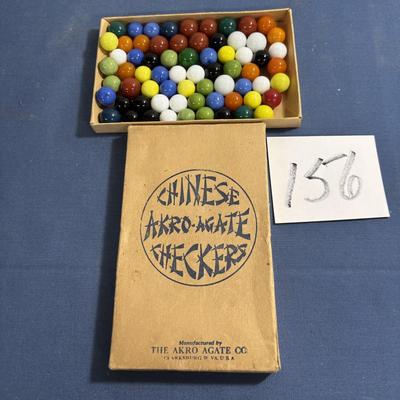 CHINESE
AKRO-AGATE
CHECKERS
Manufactured by
THE AKRO AGATE CO
CLARKSBURG W. VA. U S A
156